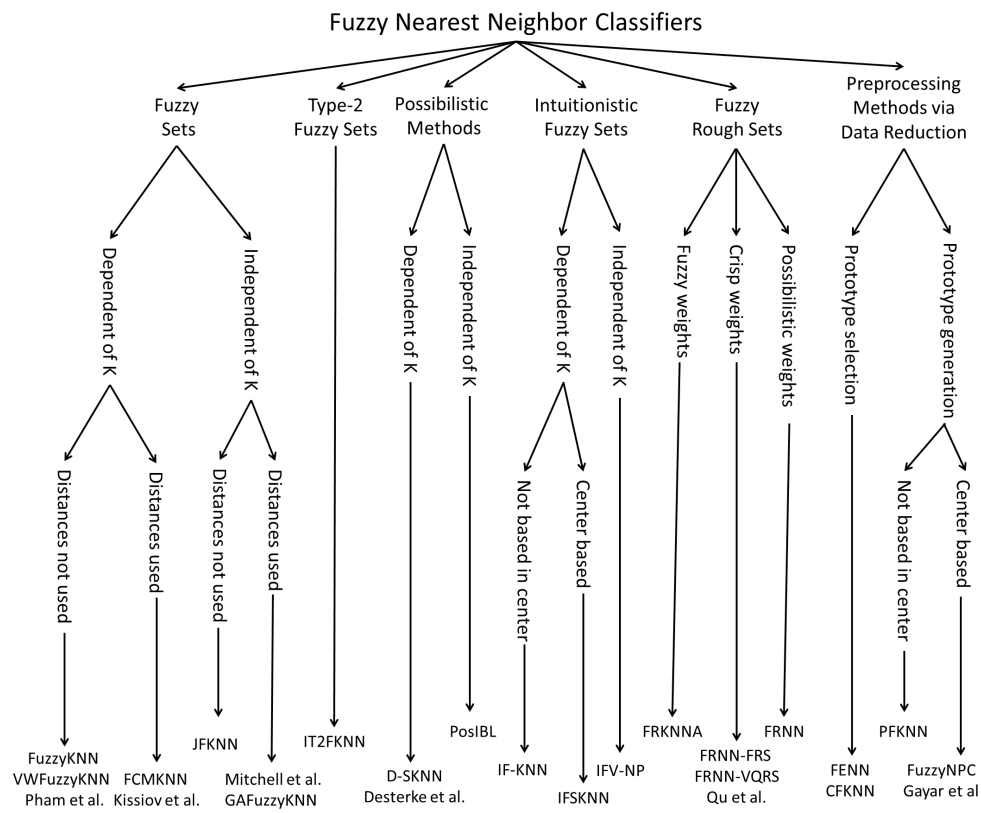 Fuzzy Nearest Neighbor Classifiers
Fuzzy
Sets
Type-2
Fuzzy Sets
Possibilistic
Methods
Intuitionistic
Fuzzy Sets
Fuzzy
Rough Sets
Preprocessing
Methods via
Data Reduction
Dependent of K
Independent of K
Dependent of K
Independent of K
Dependent of K
Independent of K
Fuzzy weights
Crisp weights
Possibilistic weights
Prototype selection
Prototype generation
Distances not used
Distances used
Distances not used
Distances used
Not based in center
Center based
Not based in center
Center based
FuzzyKNN
VWFuzzyKNN
Pham et al.
FCMKNN
Kissiov et al.
JFKNN
Mitchell et al.
GAFuzzyKNN
IT2FKNN
D-SKNN
Desterke et al.
PosIBL
IF-KNN
IFSKNN
IFV-NP
FRKNNA
FRNN-FRS
FRNN-VQRS
Qu et al.
FRNN
FENN
CFKNN
PFKNN
FuzzyNPC
Gayar et al